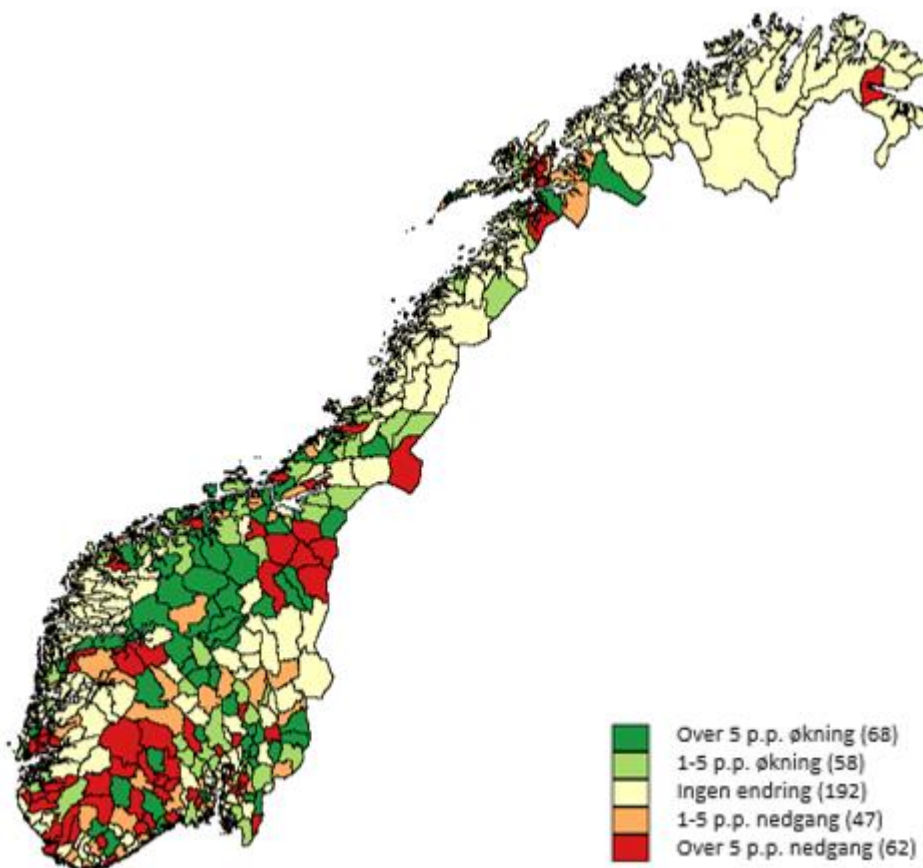 Over 5 p.p. økning (68)
1-5 p.p. økning (58)
Ingen endring (192)
1-5 p.p. nedgang (47)
Over 5 p.p. nedgang (62)